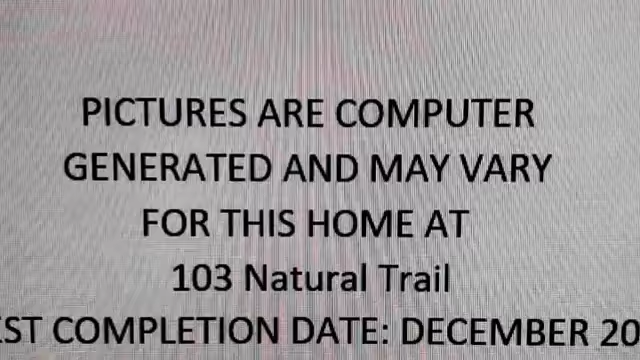 PICTURES ARE COMPUTER
GENERATED AND MAY VARY
FOR THIS HOME AT
103 Natural Trail
COMPLETION DATE: DECEMBER